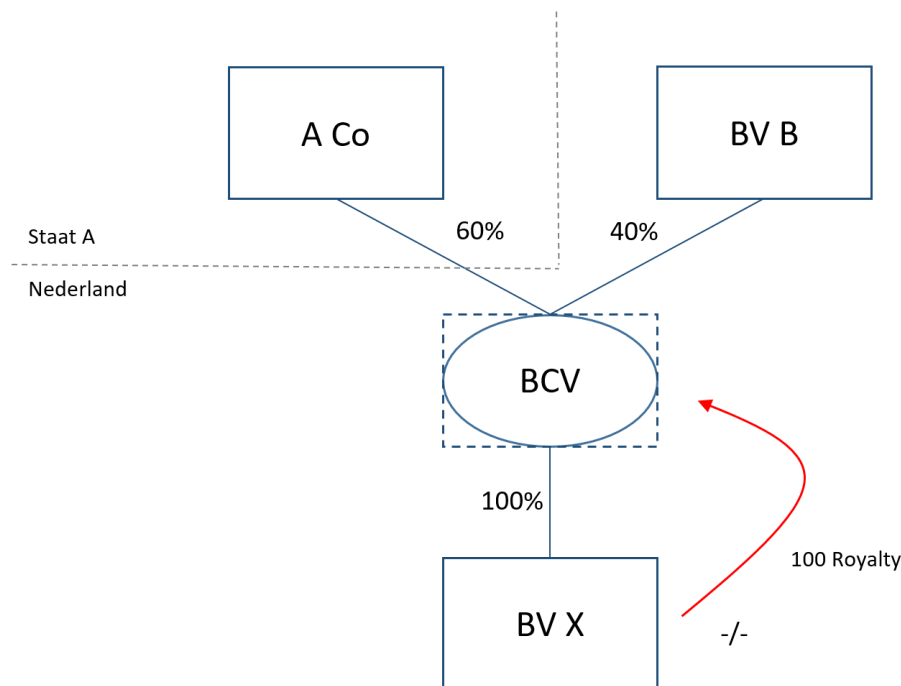 A Co
BV B
60%
40%
Staat A
Nederland
BCV
100%
100 Royalty
BV X
-/-